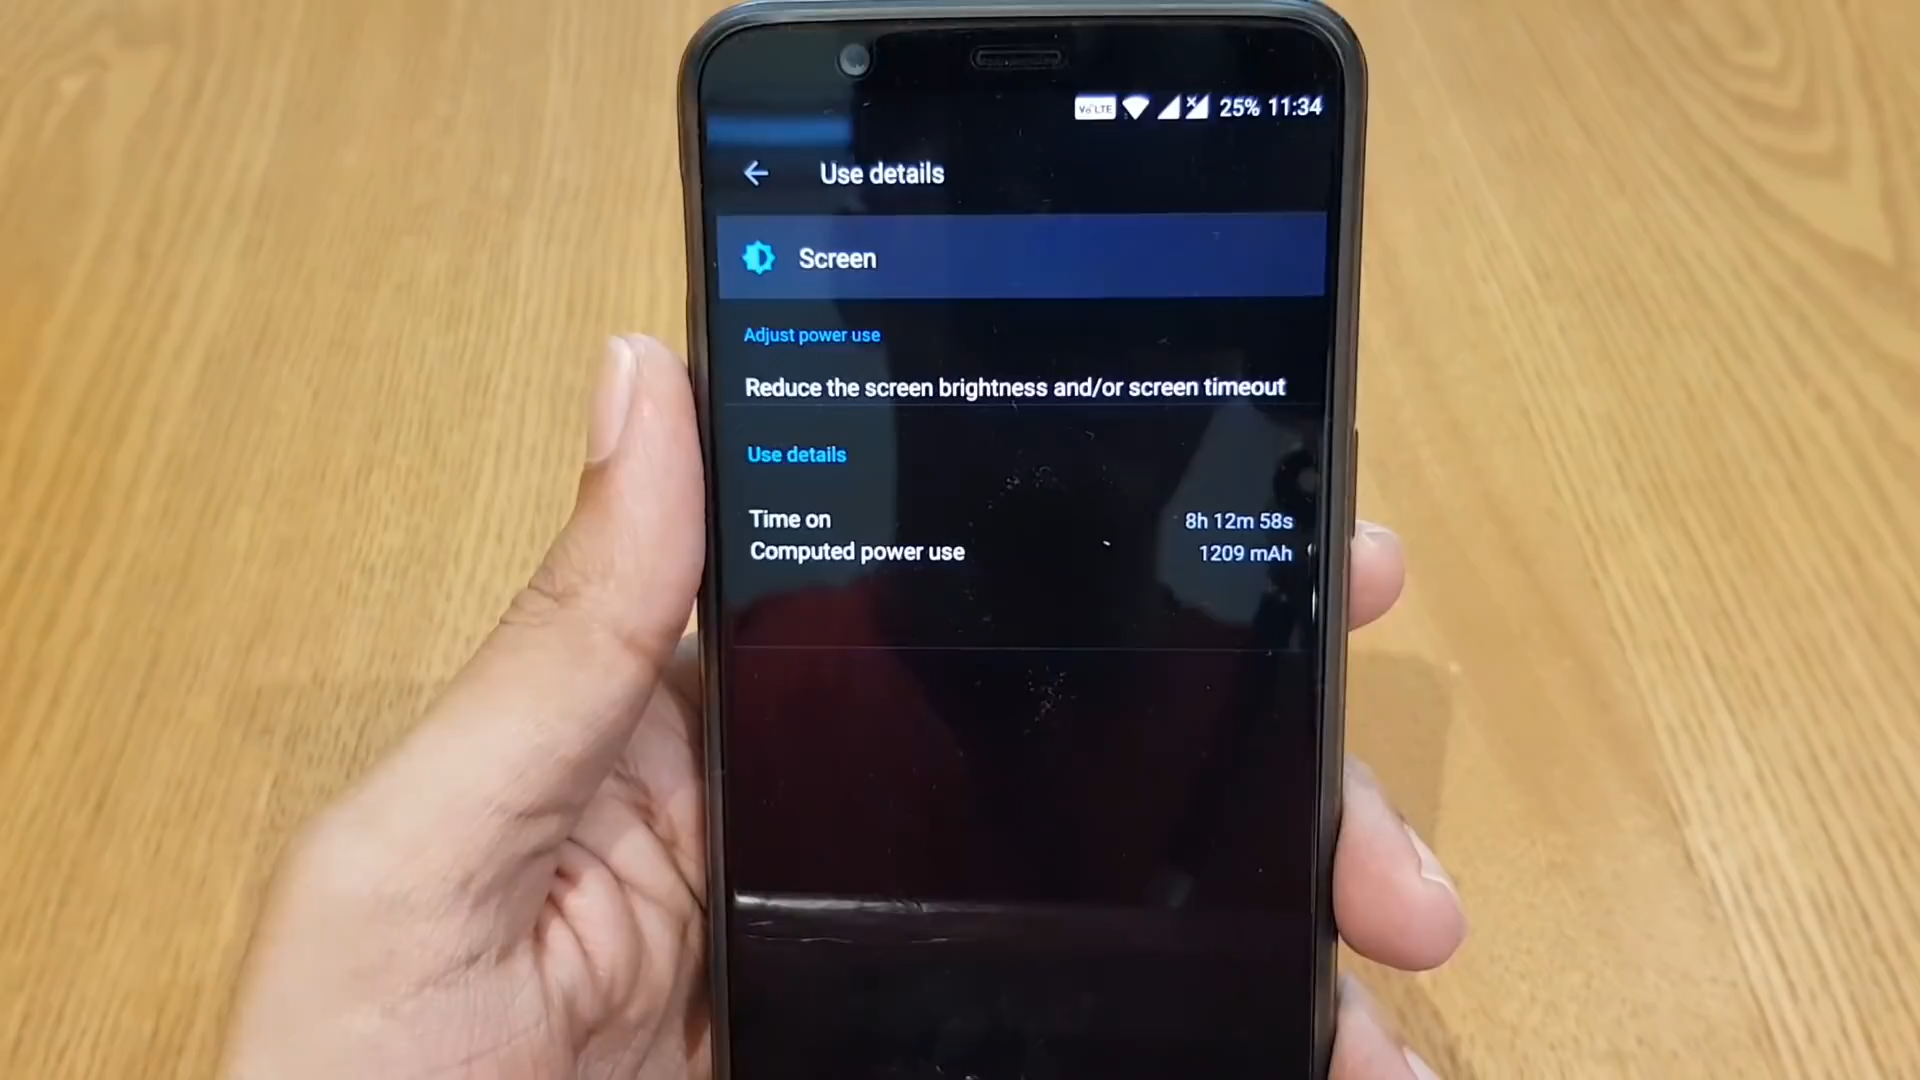 VoLTE 25% 11:34
Use details
Screen
Adjust power use
Reduce the screen brightness and/or screen timeout
Use details
Time on 8h 12m 58s
Computed power use 1209 mAh